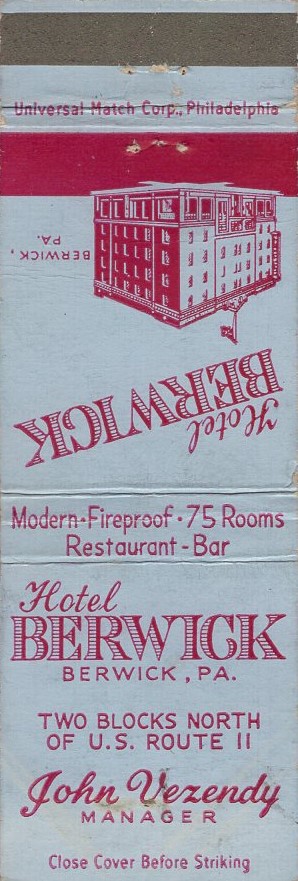 Universal Match Corp., Philadelphia
BERWICK, PA.
Hotel
BERWICK
Modern·Fireproof·75 Rooms
Restaurant-Bar
Hotel
BERWICK
BERWICK, PA.
TWO BLOCKS NORTH
OF U.S. ROUTE 11
John Vezendy
MANAGER
Close Cover Before Striking